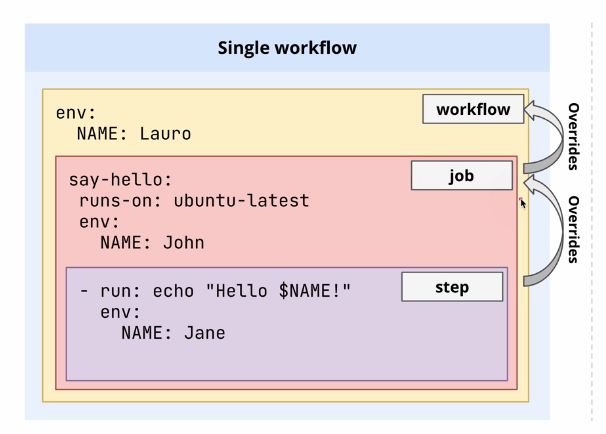 Single workflow
env:
NAME: Lauro
workflow
say-hello:
runs-on: ubuntu-latest
env:
NAME: John
job
- run: echo "Hello $NAME!"
env:
NAME: Jane
step
Overrides
Overrides